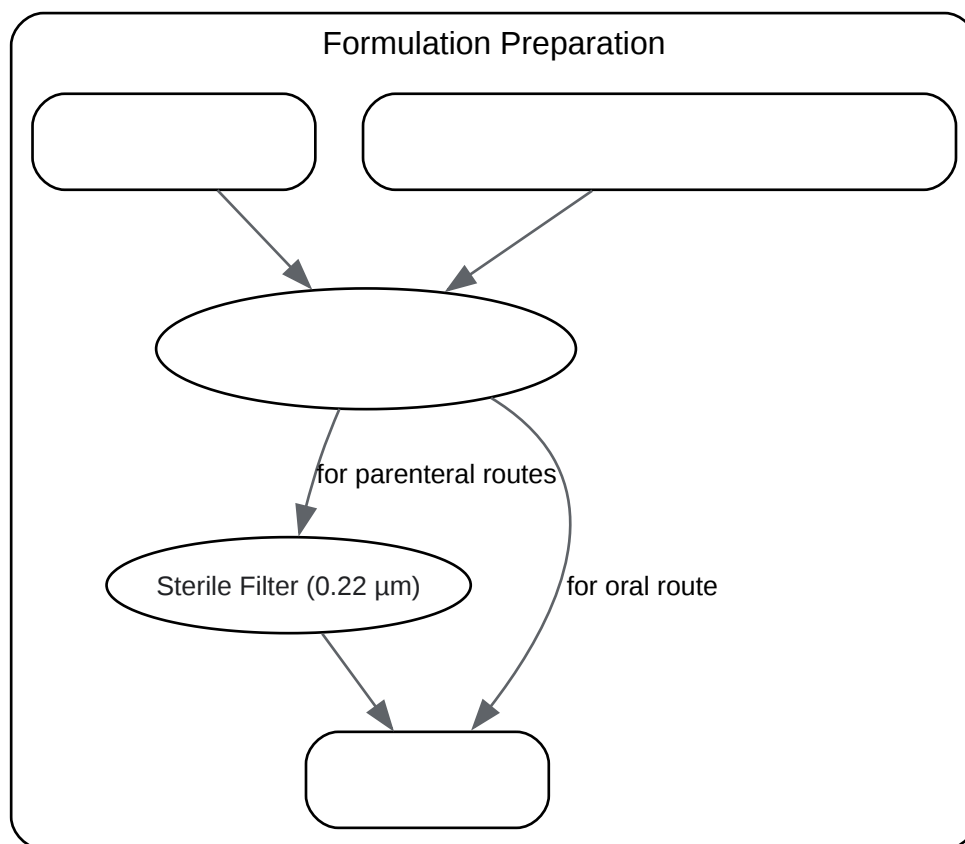 Formulation Preparation
for parenteral routes
Sterile Filter (0.22 µm)
for oral route